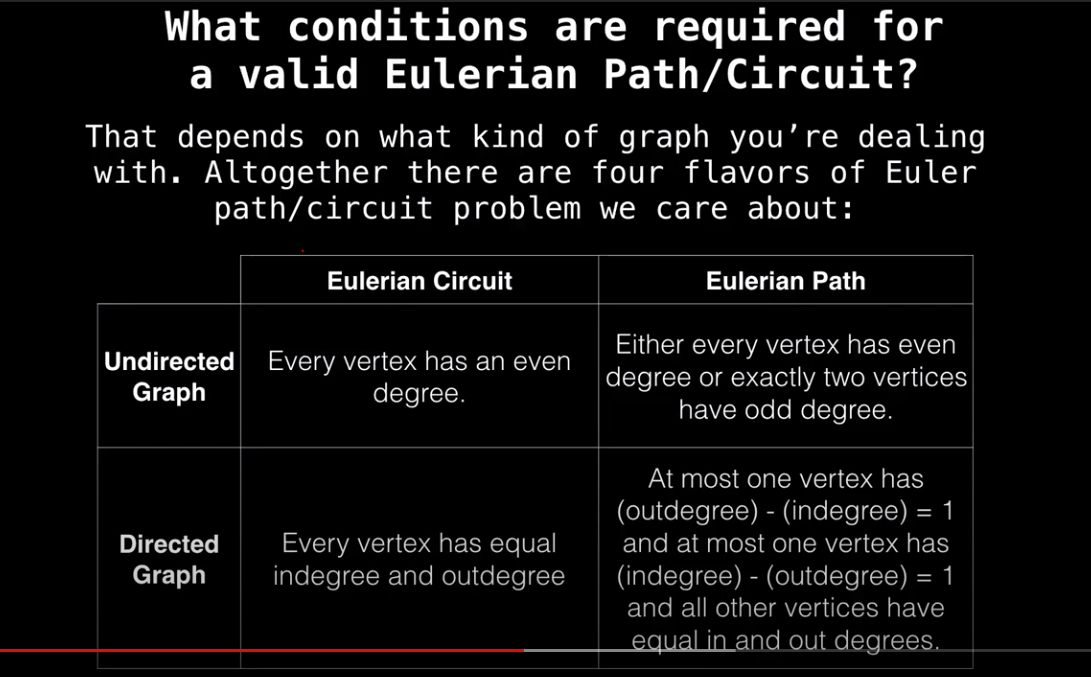 What conditions are required for
a valid Eulerian Path/Circuit?
That depends on what kind of graph you’re dealing
with. Altogether there are four flavors of Euler
path/circuit problem we care about:
Eulerian Circuit
Eulerian Path
Undirected
Graph
Every vertex has an even
degree.
Either every vertex has even
degree or exactly two vertices
have odd degree.
Directed
Graph
Every vertex has equal
indegree and outdegree
At most one vertex has
(outdegree) - (indegree) = 1
and at most one vertex has
(indegree) - (outdegree) = 1
and all other vertices have
equal in and out degrees.